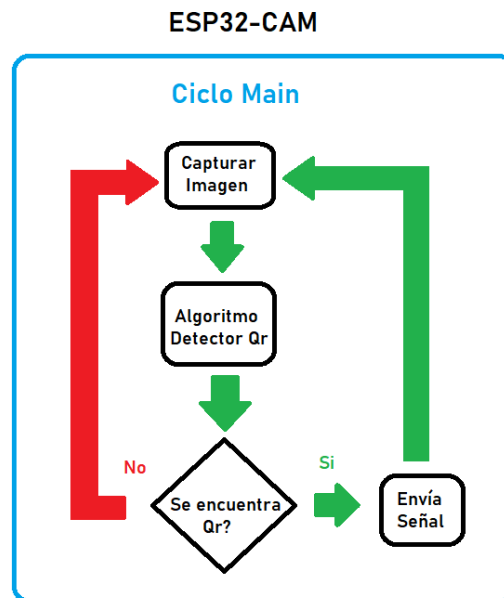 ESP32-CAM
Ciclo Main
Capturar
Imagen
Algoritmo
Detector Qr
No
Si
Se encuentra
Qr?
Envía
Señal